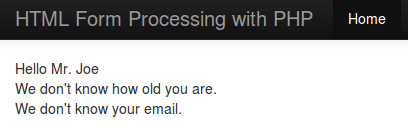 HTML Form Processing with PHP Home
Hello Mr. Joe
We don't know how old you are.
We don't know your email.